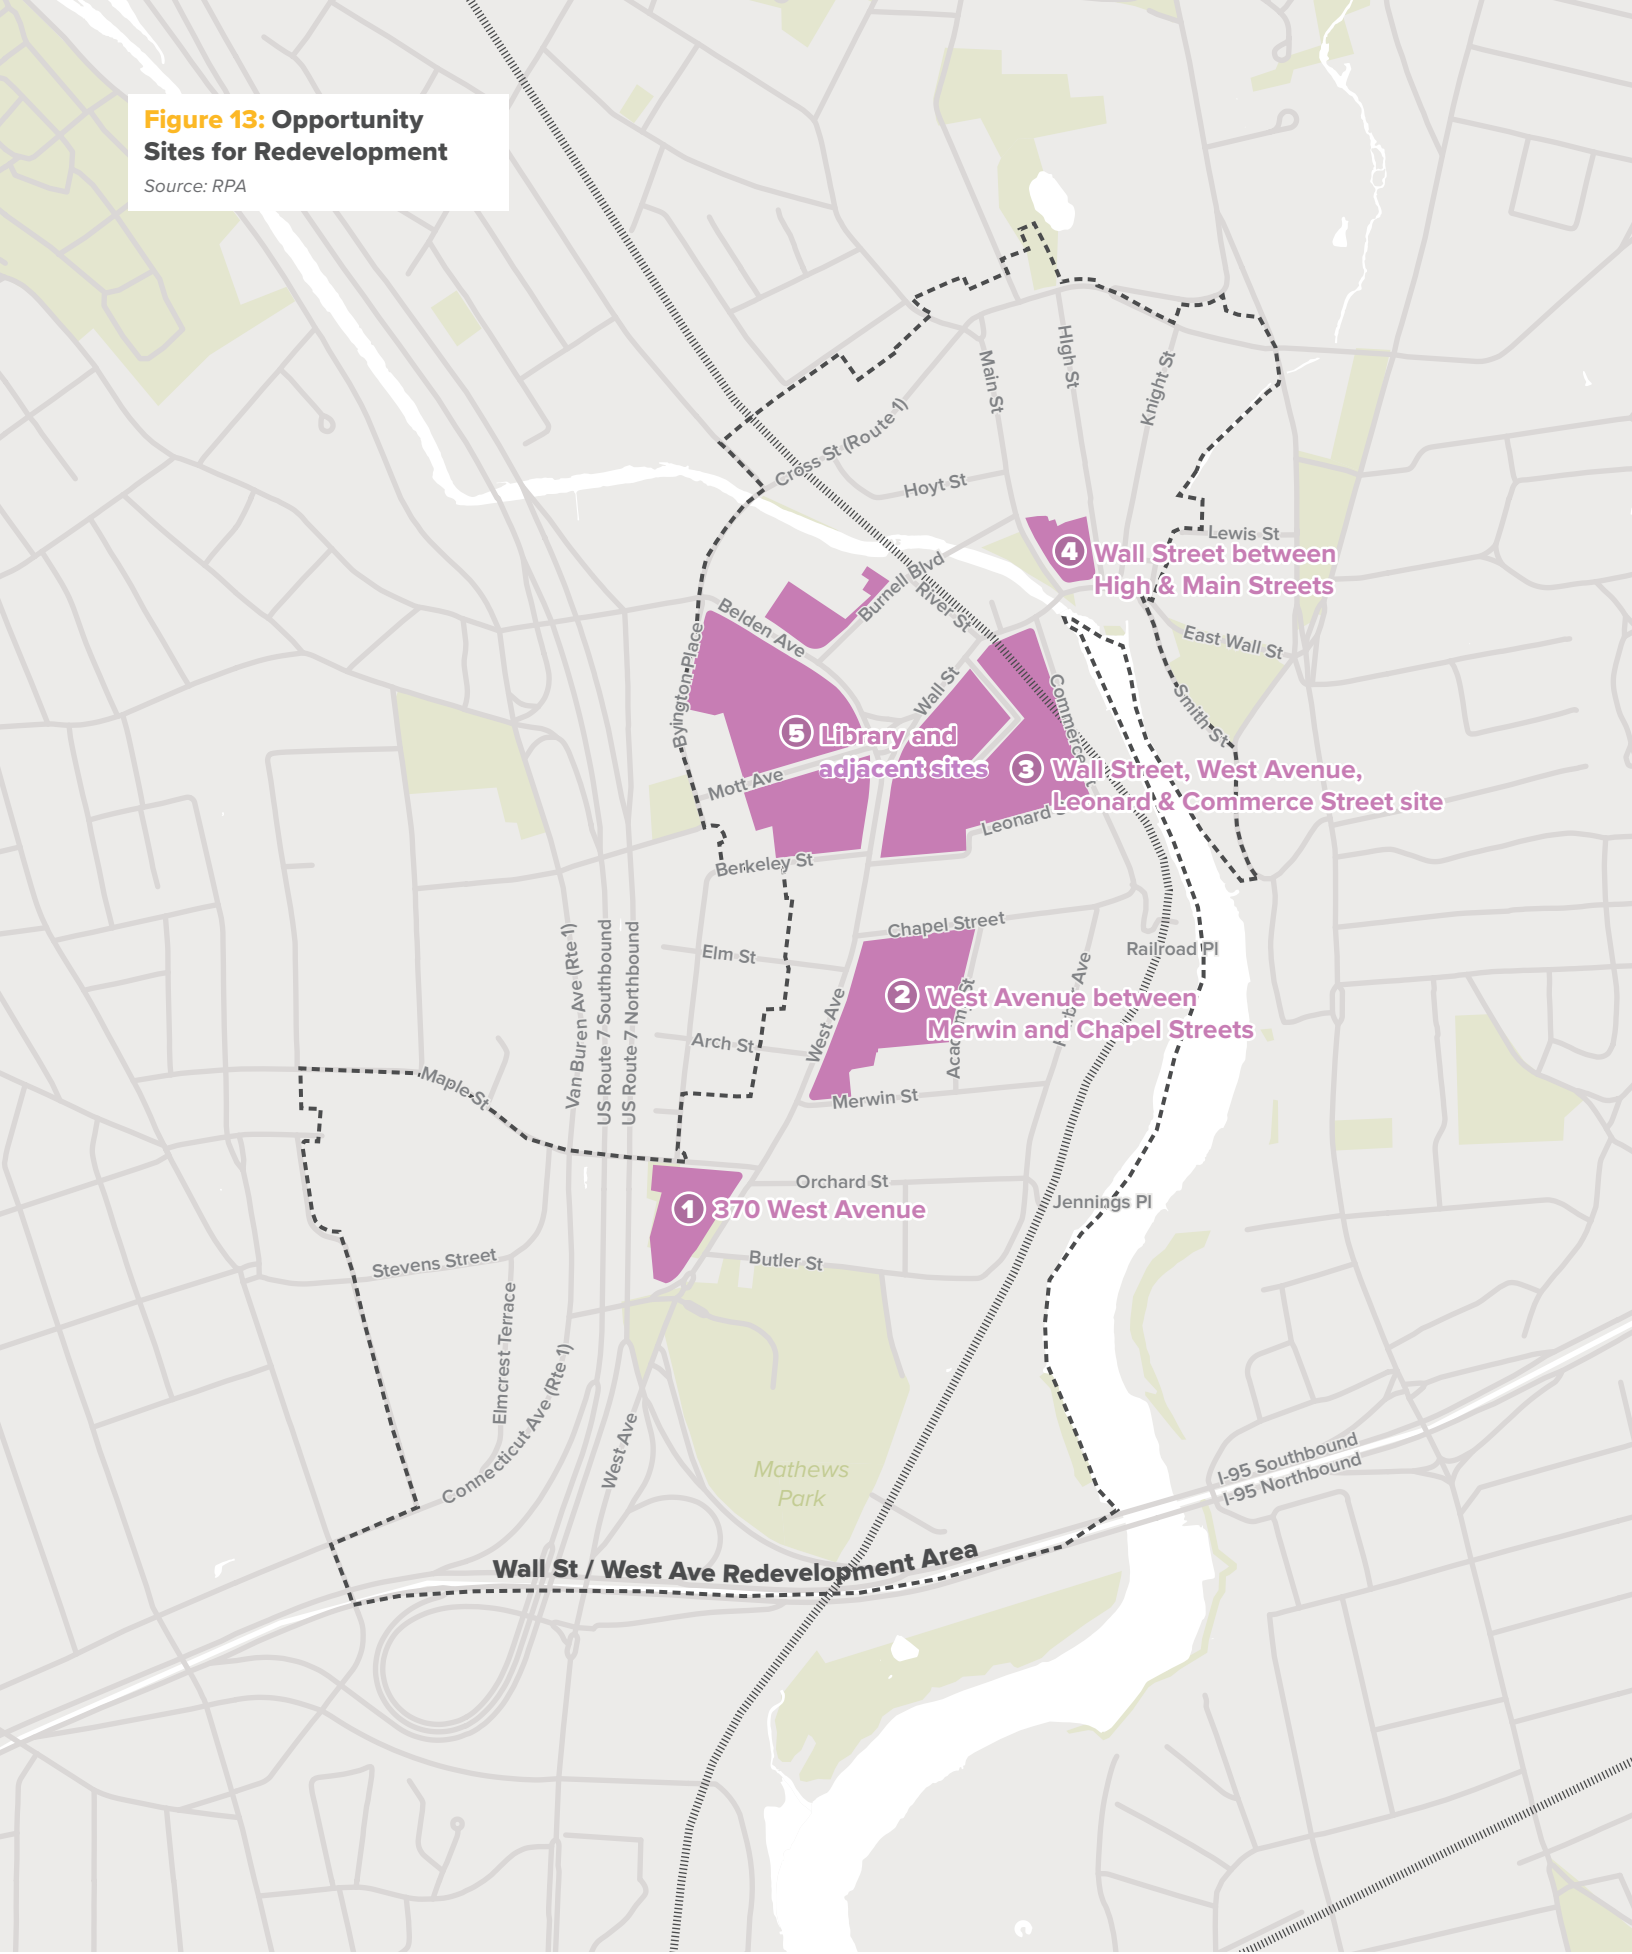 Figure 13: Opportunity
Sites for Redevelopment
Source: RPA
Main St
HIgh St
Knight St
Cross St (Route 1)
Hoyt St
Lewis St
4
Wall Street between
High & Main Streets
Burnell Blvd
River St
Belden Ave
East Wall St
Byington Place
Wall St
Commerce
Smith St
5
Library and
adjacent sites
3
Wall Street, West Avenue,
Leonard & Commerce Street site
Mott Ave
Leonard
Berkeley St
Chapel Street
Elm St
Railroad Pl
Van Buren Ave (Rte 1)
US Route 7 Southbound
US Route 7 Northbound
West Ave
2
West Avenue between
Merwin and Chapel Streets
Ave
Arch St
Merwin St
Maple St
Orchard St
Jennings Pl
1
370 West Avenue
Butler St
Stevens Street
Elmcrest Terrace
Connecticut Ave (Rte 1)
West Ave
Mathews
Park
I-95 Southbound
I-95 Northbound
Wall St / West Ave Redevelopment Area